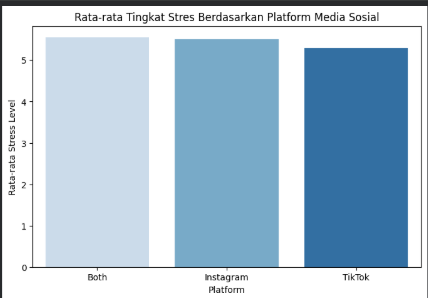 Rata-rata Tingkat Stres Berdasarkan Platform Media Sosial
Rata-rata Stress Level
5
4
3
2
1
0
Both Instagram TikTok
Platform